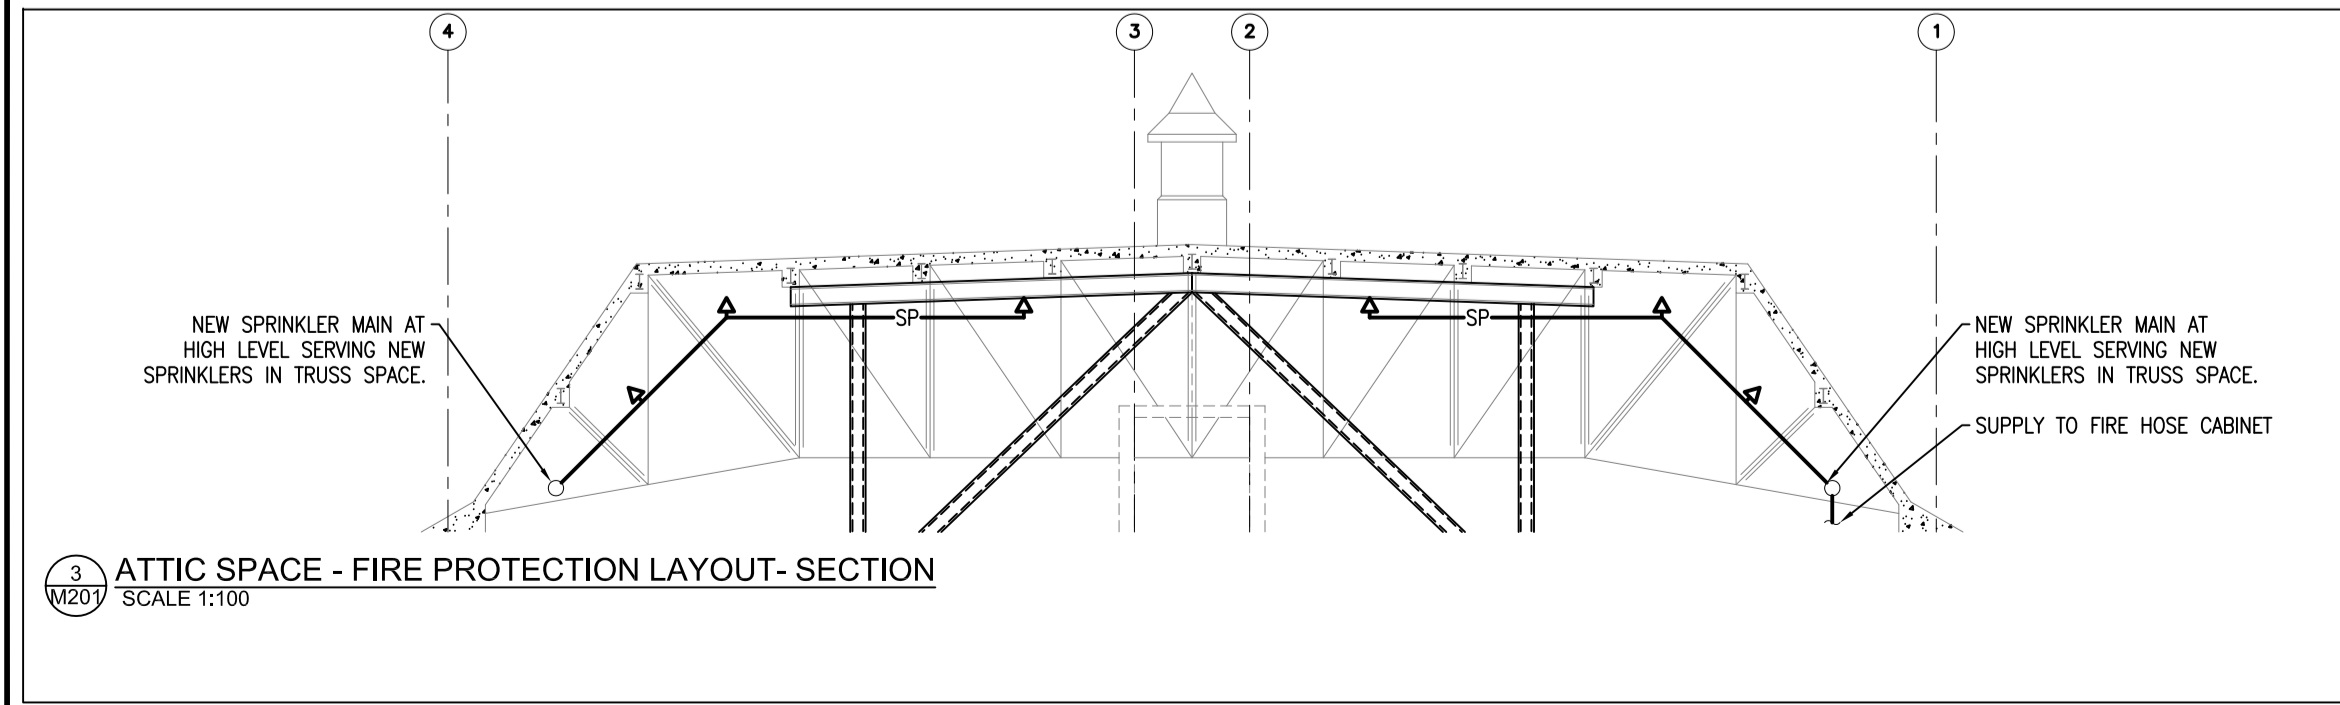 4
3
2
1
NEW SPRINKLER MAIN AT
HIGH LEVEL SERVING NEW
SPRINKLERS IN TRUSS SPACE.
SP
SP
NEW SPRINKLER MAIN AT
HIGH LEVEL SERVING NEW
SPRINKLERS IN TRUSS SPACE.
SUPPLY TO FIRE HOSE CABINET
3
M201
ATTIC SPACE - FIRE PROTECTION LAYOUT- SECTION
SCALE 1:100